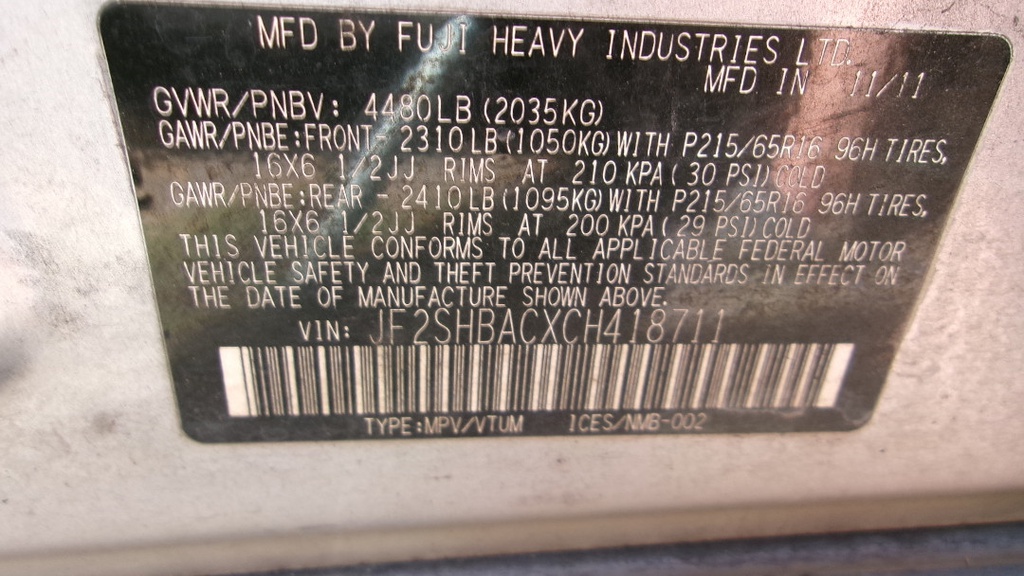 MFD BY FUJI HEAVY INDUSTRIES LTD.
MFD IN 11/11
GVWR/PNBV: 4480LB (2035KG)
GAWR/PNBE:FRONT - 2310LB (1050KG) WITH P215/65R16 96H TIRES,
16X6 1/2JJ RIMS AT 210 KPA( 30 PSI) COLD
GAWR/PNBE:REAR - 2410LB (1095KG) WITH P215/65R16 96H TIRES,
16X6 1/2JJ RIMS AT 200 KPA (29 PSI) COLD
THIS VEHICLE CONFORMS TO ALL APPLICABLE FEDERAL MOTOR
VEHICLE SAFETY AND THEFT PREVENTION STANDARDS IN EFFECT ON
THE DATE OF MANUFACTURE SHOWN ABOVE.
VIN: JF2SHBACXCH418711
TYPE:MPV/VTUM ICES/NMB-002